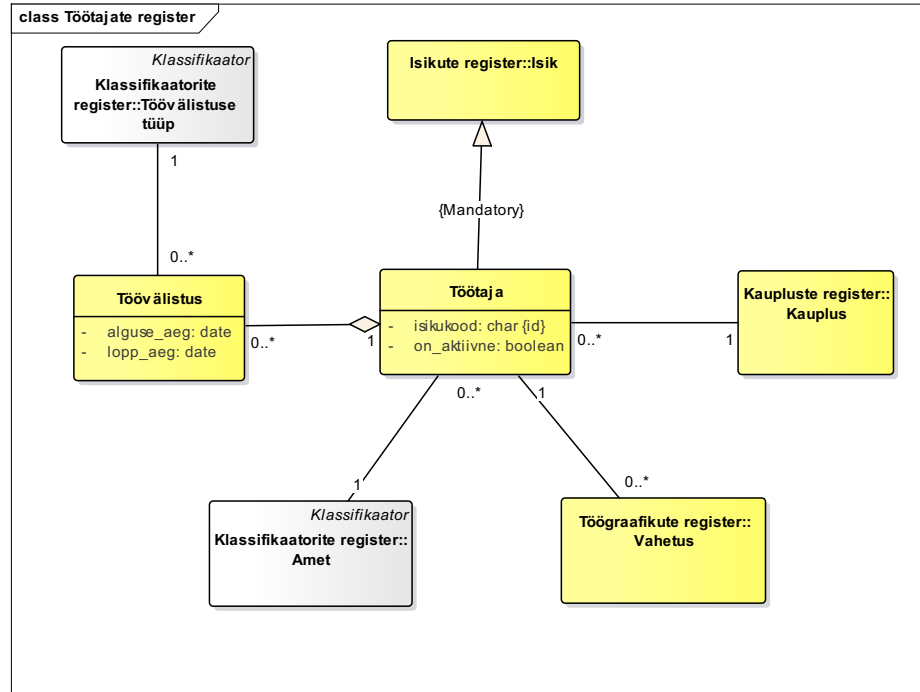 class Töötajate register
Klassifikaator
Klassifikaatorite
register::Töövälistuse
tüüp
Isikute register::Isik
1
{Mandatory}
0..*
Töövälistus
- alguse_aeg: date
- lopp_aeg: date
0..*
1
Töötaja
- isikukood: char {id}
- on_aktiivne: boolean
0..*
1
Kaupluste register::
Kauplus
0..*
1
1
0..*
Klassifikaator
Klassifikaatorite register::
Amet
Töögraafikute register::
Vahetus